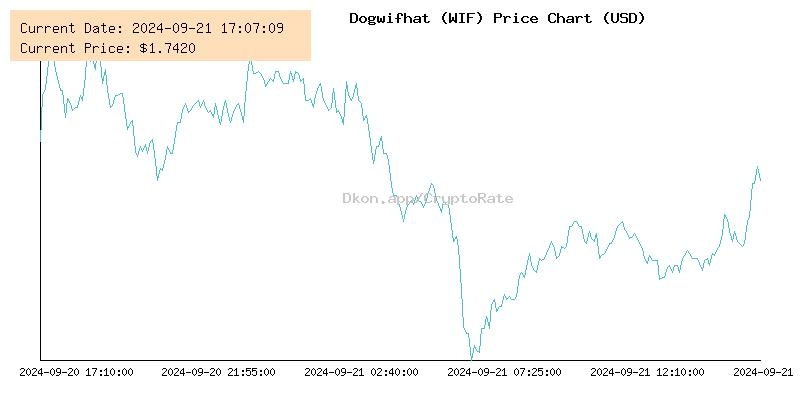 Dogwifhat (WIF) Price Chart (USD)
Current Date: 2024-09-21 17:07:09
Current Price: $1.7420
Dkon.app/CryptoRate
2024-09-20 17:10:00 2024-09-20 21:55:00 2024-09-21 02:40:00 2024-09-21 07:25:00 2024-09-21 12:10:00 2024-09-21